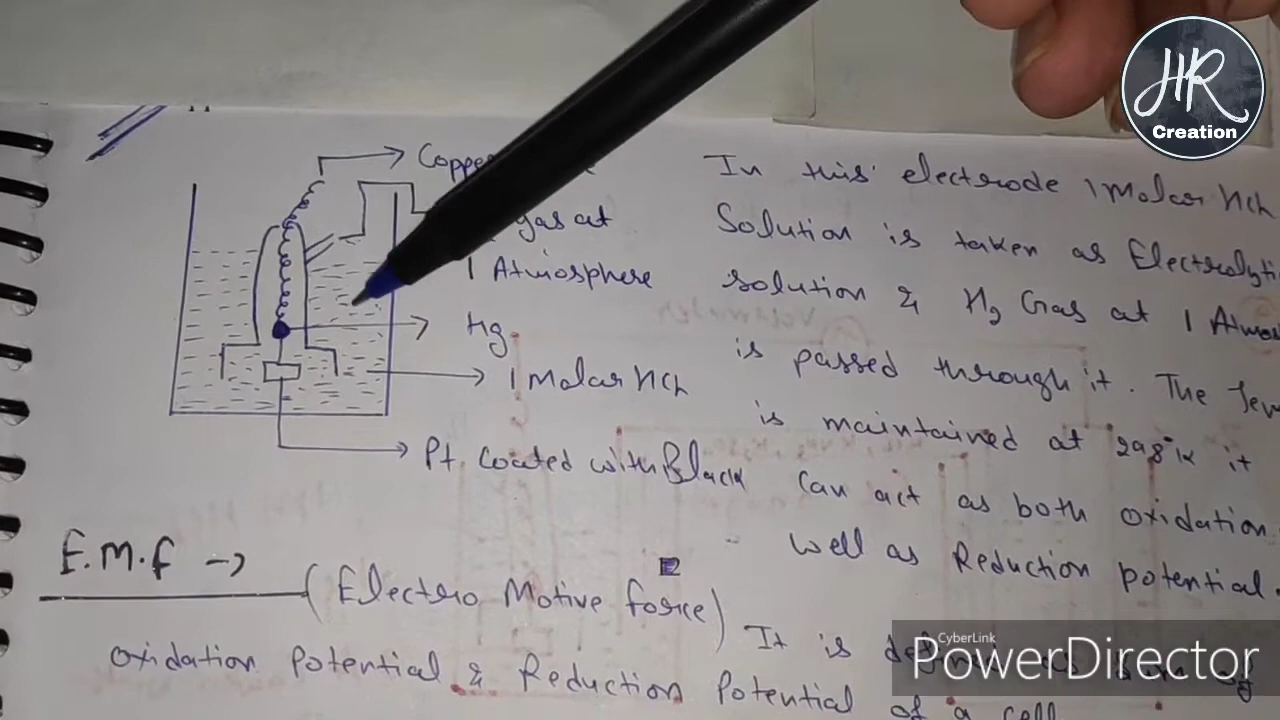 HR
Creation
In this electrode 1 Molar Hcl
Solution is taken as
solution & H2 Gas at 1
is passed through it. The
is maintained at 298°K it
can act as both oxidation
well as Reduction potential.
gas at
1 Atmosphere
Hg
1 Molar Hcl
Pt. Coated with Black
E.M.F →
(Electro Motive force)
It is
oxidation Potential & Reduction Potential
of a cell
CyberLink
PowerDirector